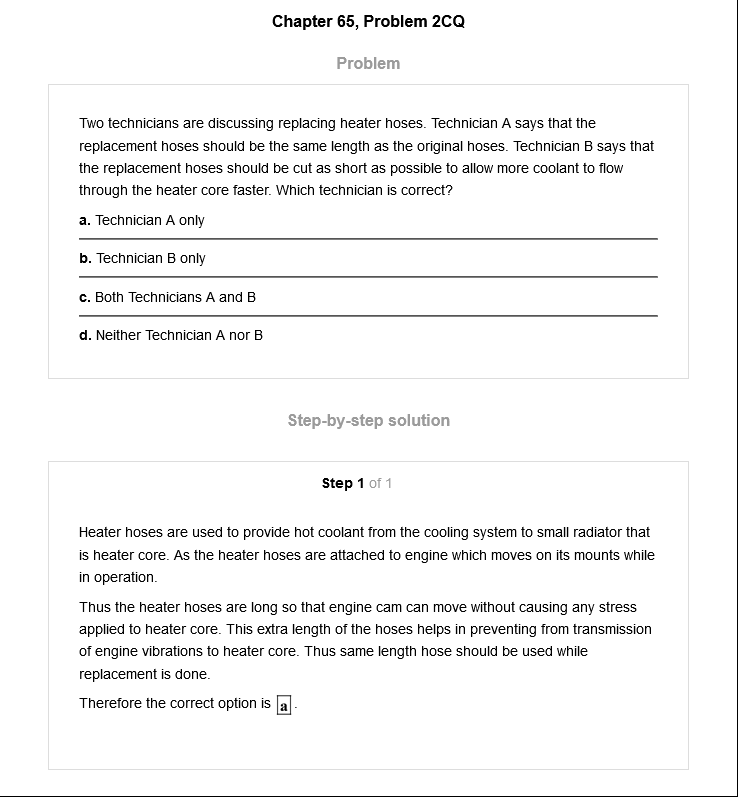 Chapter 65, Problem 2CQ
Problem
Two technicians are discussing replacing heater hoses. Technician A says that the
replacement hoses should be the same length as the original hoses. Technician B says that
the replacement hoses should be cut as short as possible to allow more coolant to flow
through the heater core faster. Which technician is correct?
a. Technician A only
b. Technician B only
c. Both Technicians A and B
d. Neither Technician A nor B
Step-by-step solution
Step 1 of 1
Heater hoses are used to provide hot coolant from the cooling system to small radiator that
is heater core. As the heater hoses are attached to engine which moves on its mounts while
in operation.
Thus the heater hoses are long so that engine cam can move without causing any stress
applied to heater core. This extra length of the hoses helps in preventing from transmission
of engine vibrations to heater core. Thus same length hose should be used while
replacement is done.
Therefore the correct option is a .